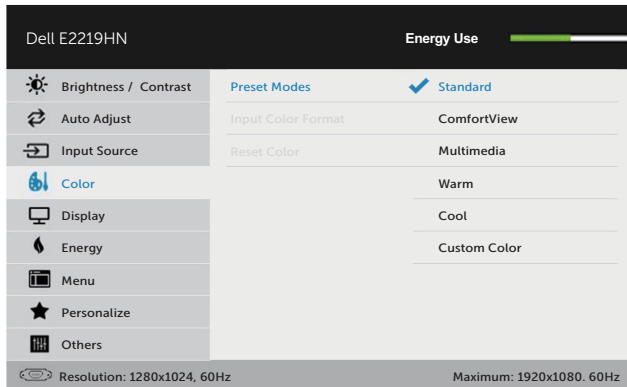 Dell E2219HN
Energy Use
Brightness / Contrast
Preset Modes
Standard
Auto Adjust
Input Color Format
ComfortView
Input Source
Reset Color
Multimedia
Color
Warm
Display
Cool
Energy
Custom Color
Menu
Personalize
Others
Resolution: 1280x1024, 60Hz
Maximum: 1920x1080. 60Hz